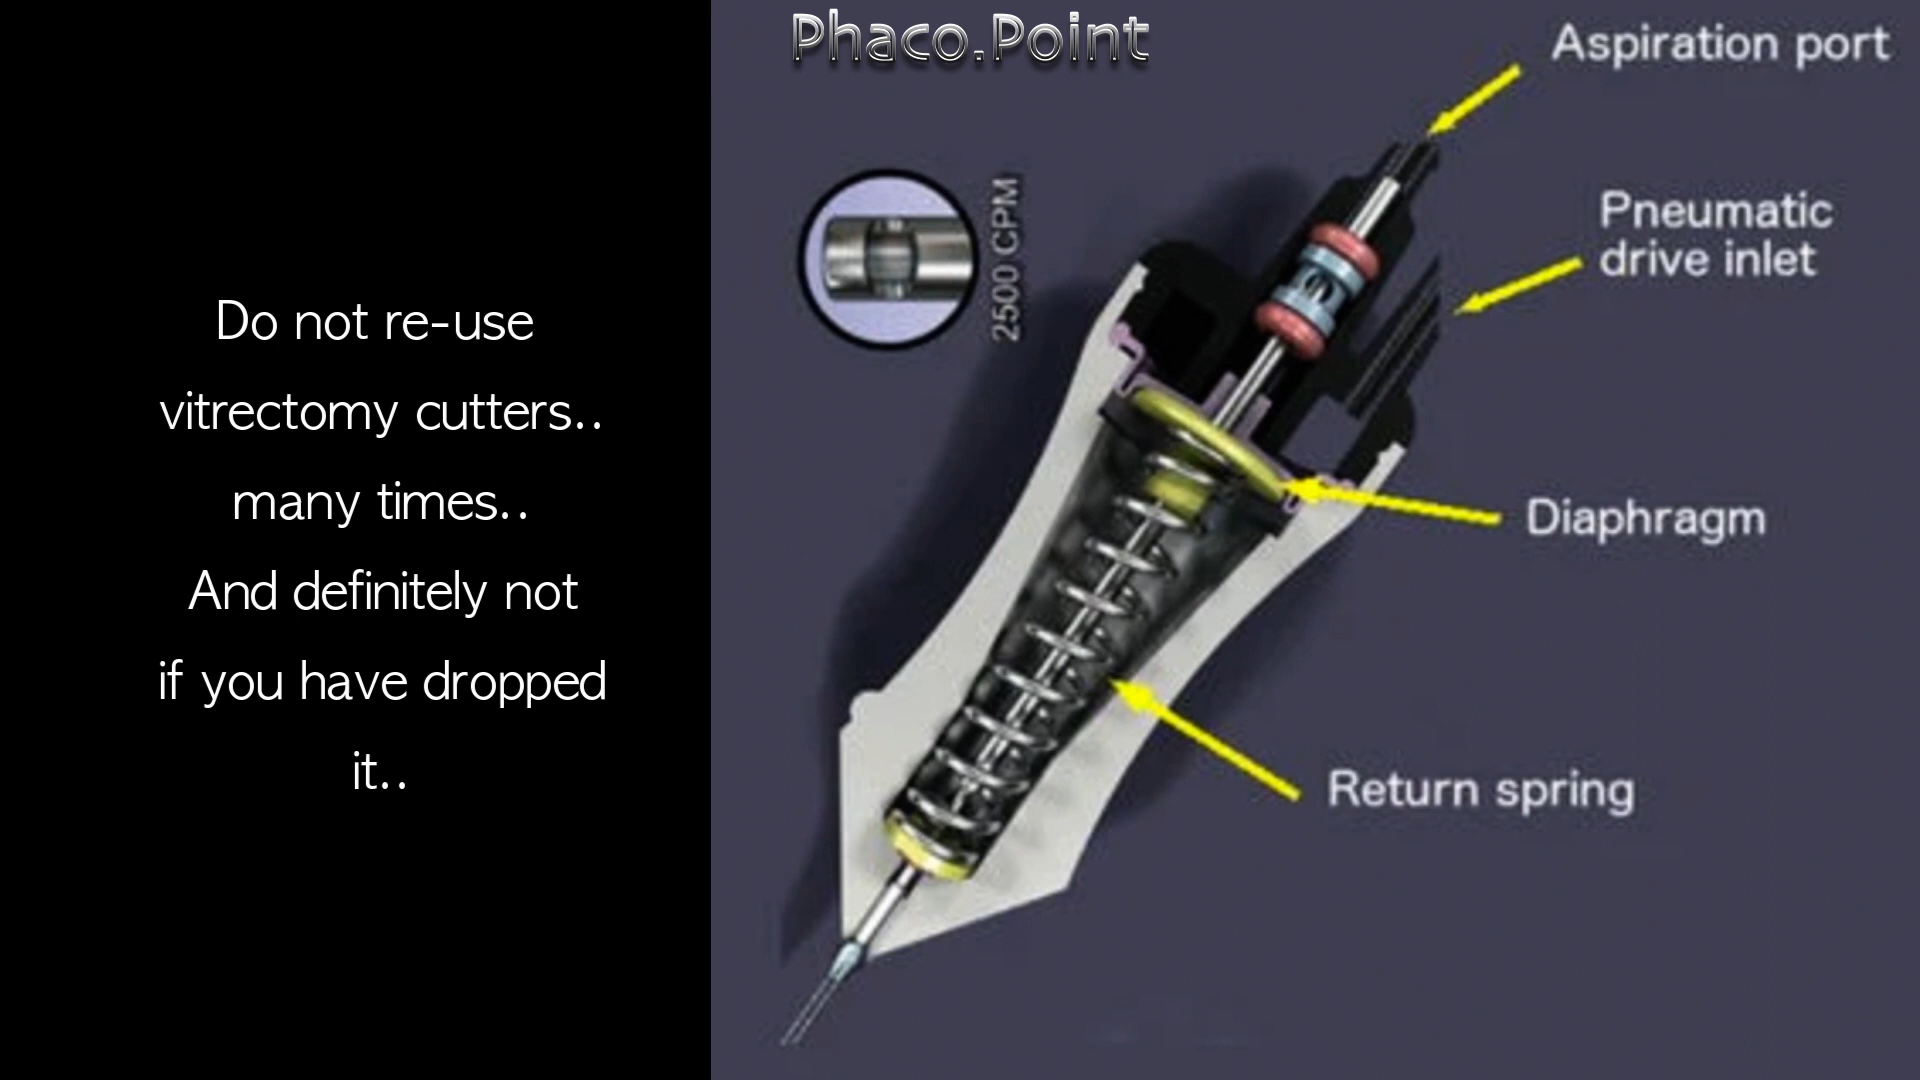 Phaco.Point
Do not re-use
vitrectomy cutters..
many times..
And definitely not
if you have dropped
it..
2500 CPM
Aspiration port
Pneumatic
drive inlet
Diaphragm
Return spring